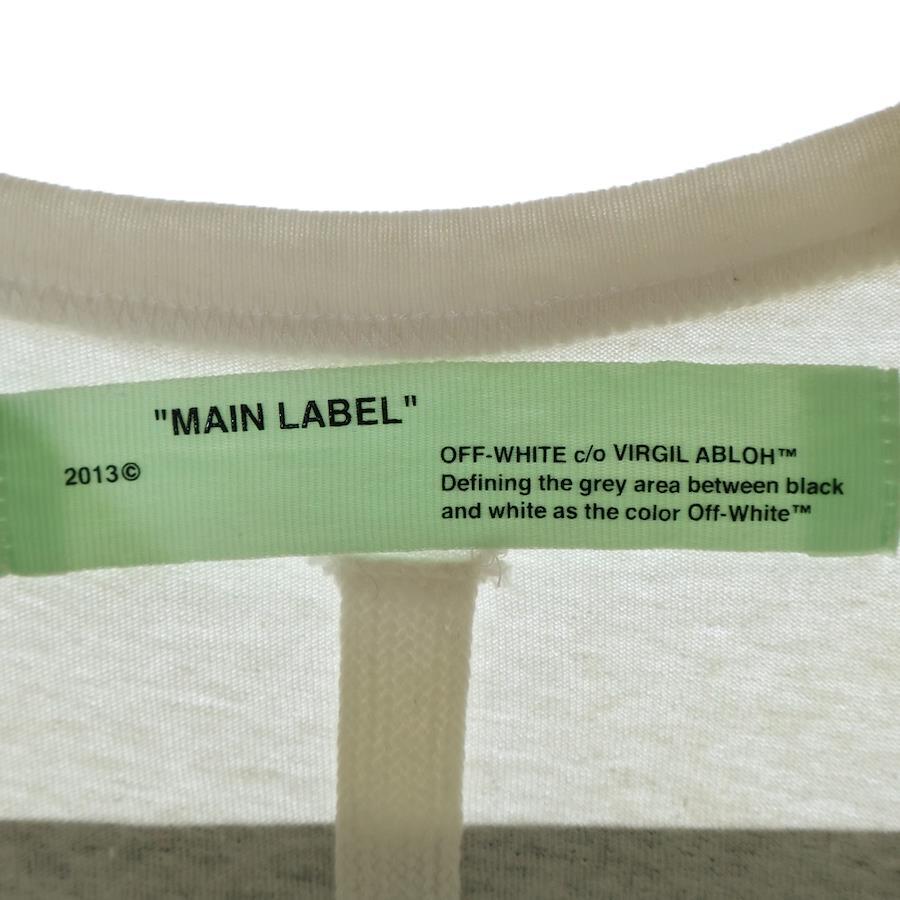 "MAIN LABEL"
2013©
OFF-WHITE c/o VIRGIL ABLOH™
Defining the grey area between black
and white as the color Off-White™